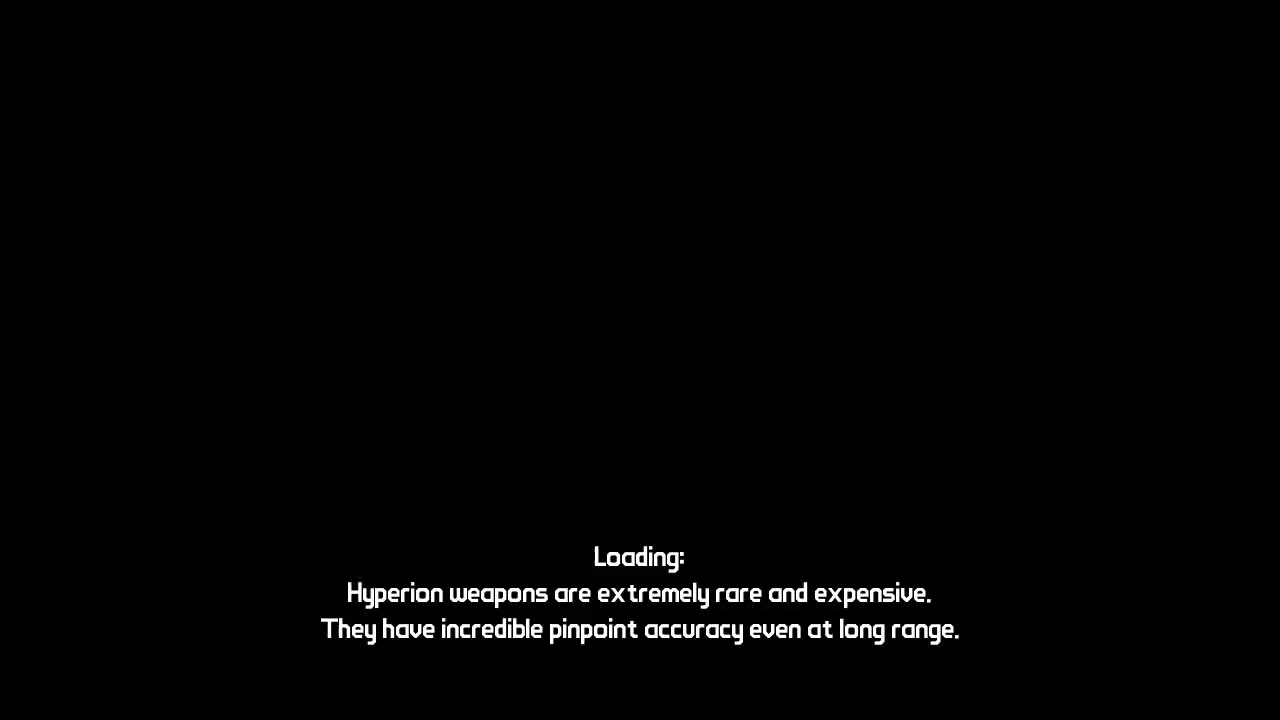 Loading:
Hyperion weapons are extremely rare and expensive.
They have incredible pinpoint accuracy even at long range.